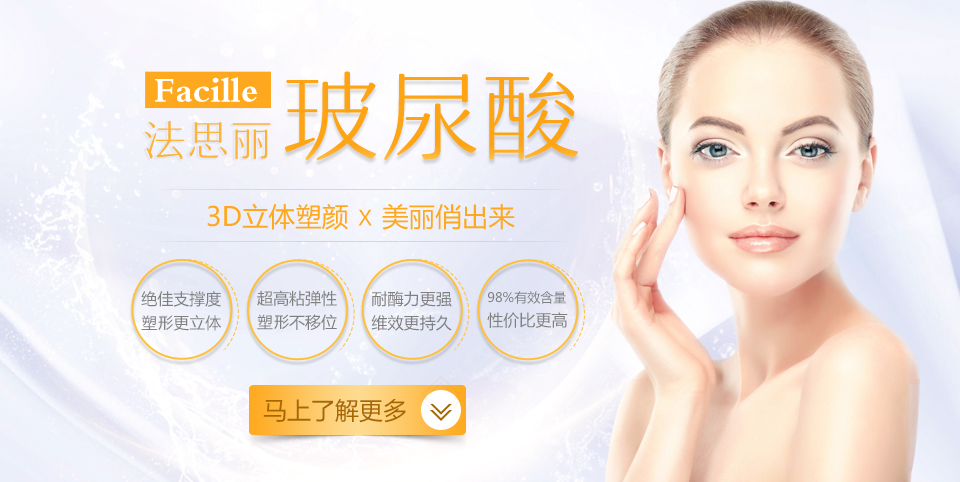 Facille
法思丽
玻尿酸
3D立体塑颜 x 美丽俏出来
绝佳支撑度
塑形更立体
超高粘弹性
塑形不移位
耐酶力更强
维效更持久
98%有效含量
性价比更高
马上了解更多